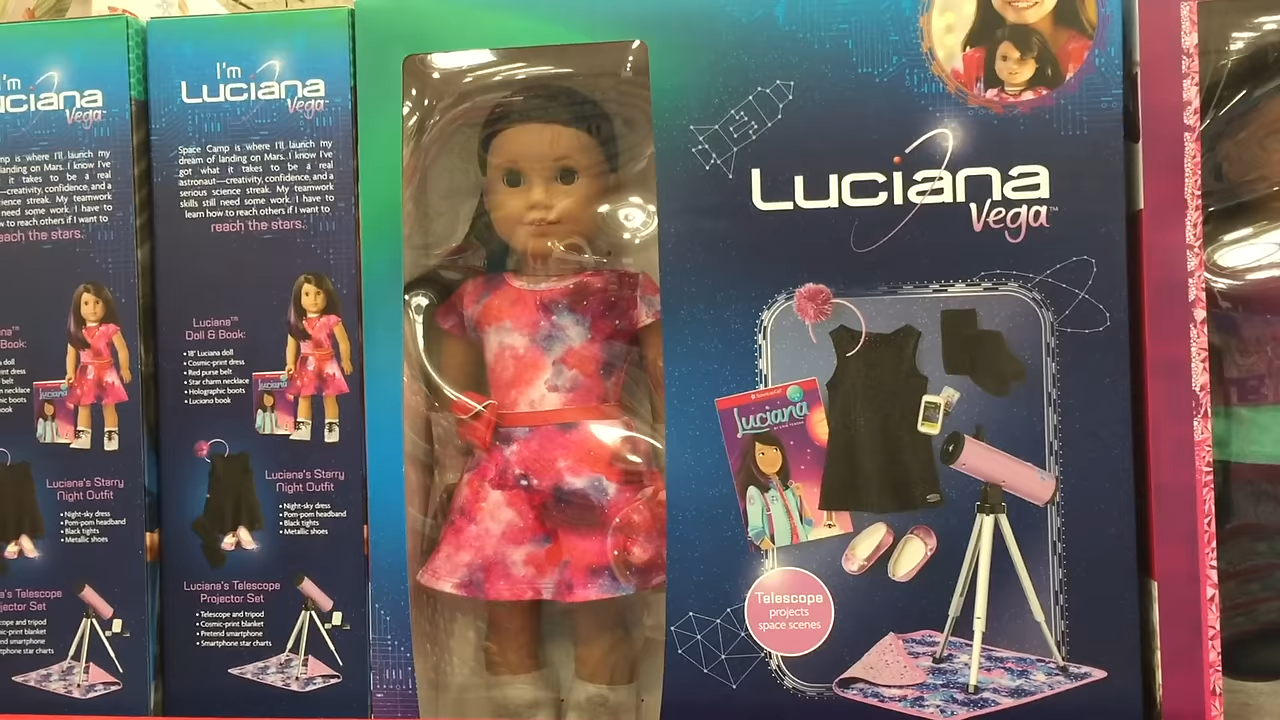 I'm
Luciana
Vega
Space Camp is where I'll launch my
dream of landing on Mars. I know I've
got what it takes to be a real
astronaut—creativity, confidence, and a
serious science streak. My teamwork
skills still need some work. I have to
learn how to reach others if I want to
reach the stars.
Luciana™
Doll & Book:
• 18" Luciana doll
• Cosmic-print dress
• Red purse belt
• Star charm necklace
• Holographic boots
• Luciana book
Luciana's Starry
Night Outfit
• Night-sky dress
• Pom-pom headband
• Black tights
• Metallic shoes
Luciana's Telescope
Projector Set
• Telescope and tripod
• Cosmic-print blanket
• Pretend smartphone
• Smartphone star charts
Luciana
Vega™
Luciana
Telescope
projects
space scenes